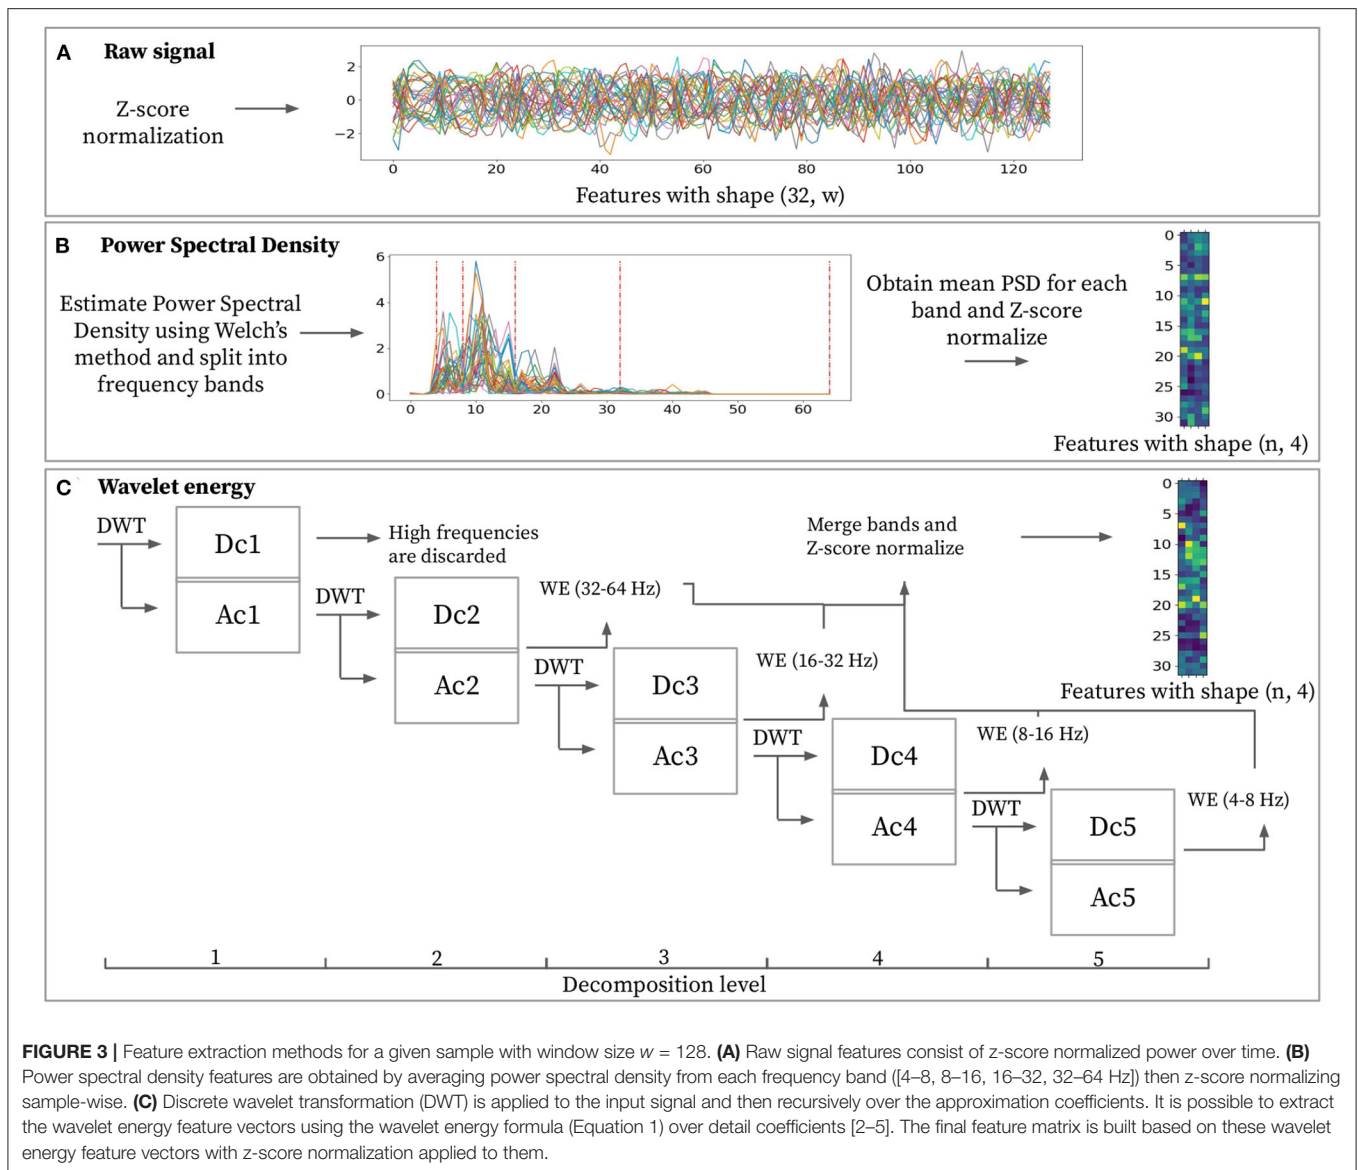 A Raw signal
Z-score
normalization
2
0
−2
0 20 40 60 80 100 120
Features with shape (32, w)
B Power Spectral Density
Estimate Power Spectral
Density using Welch's
method and split into
frequency bands
6
4
2
0
0 10 20 30 40 50 60
Obtain mean PSD for each
band and Z-score
normalize
0
5
10
15
20
25
30
Features with shape (n, 4)
C Wavelet energy
DWT
Dc1
Ac1
High frequencies
are discarded
DWT
Dc2
Ac2
WE (32-64 Hz)
DWT
Dc3
Ac3
WE (16-32 Hz)
DWT
Dc4
Ac4
WE (8-16 Hz)
DWT
Dc5
Ac5
WE (4-8 Hz)
Merge bands and
Z-score normalize
0
5
10
15
20
25
30
Features with shape (n, 4)
1 2 3 4 5
Decomposition level
FIGURE 3 | Feature extraction methods for a given sample with window size w = 128. (A) Raw signal features consist of z-score normalized power over time. (B)
Power spectral density features are obtained by averaging power spectral density from each frequency band ([4–8, 8–16, 16–32, 32–64 Hz]) then z-score normalizing
sample-wise. (C) Discrete wavelet transformation (DWT) is applied to the input signal and then recursively over the approximation coefficients. It is possible to extract
the wavelet energy feature vectors using the wavelet energy formula (Equation 1) over detail coefficients [2–5]. The final feature matrix is built based on these wavelet
energy feature vectors with z-score normalization applied to them.